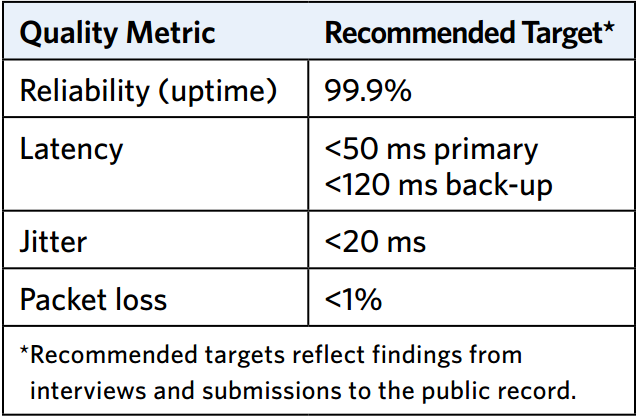 Quality Metric Recommended Target*
Reliability (uptime) 99.9%
Latency <50 ms primary
<120 ms back-up
Jitter <20 ms
Packet loss <1%
*Recommended targets reflect findings from
interviews and submissions to the public record.